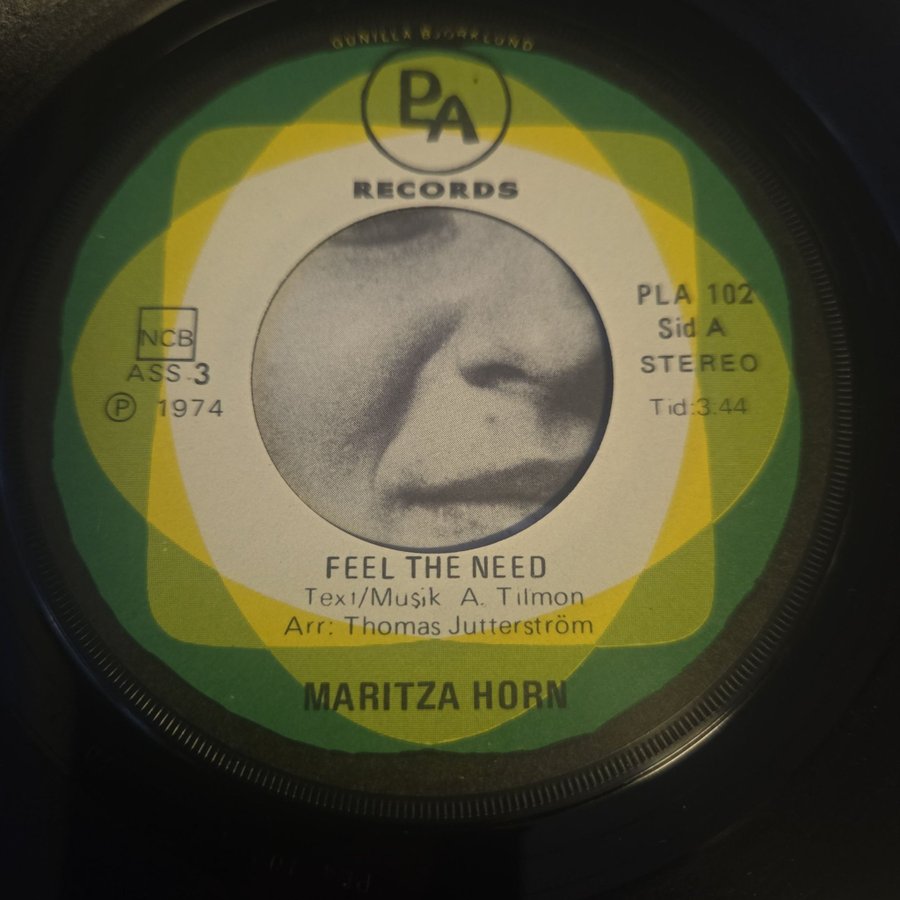 GUNILLA BJÖRKLUND
PLA
RECORDS
NCB
ASS-3
Ⓟ 1974
PLA 102
Sid A
STEREO
Tid:3.44
FEEL THE NEED
Text/Musik A. Tilmon
Arr: Thomas Jutterström
MARITZA HORN